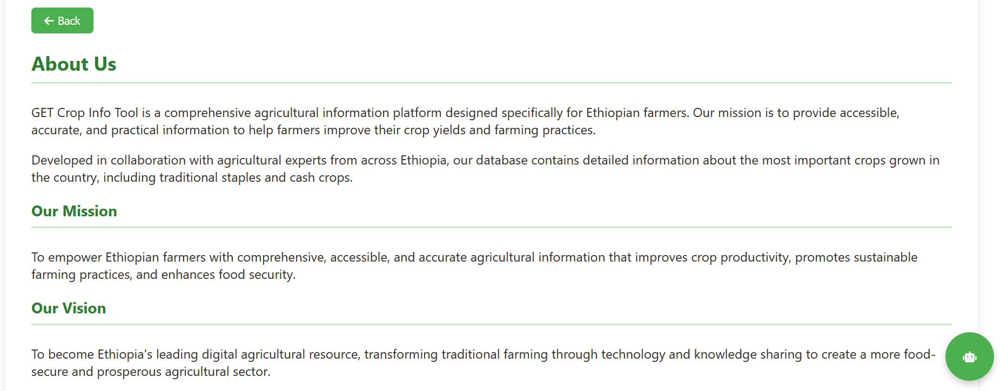 ← Back
About Us
GET Crop Info Tool is a comprehensive agricultural information platform designed specifically for Ethiopian farmers. Our mission is to provide accessible,
accurate, and practical information to help farmers improve their crop yields and farming practices.
Developed in collaboration with agricultural experts from across Ethiopia, our database contains detailed information about the most important crops grown in
the country, including traditional staples and cash crops.
Our Mission
To empower Ethiopian farmers with comprehensive, accessible, and accurate agricultural information that improves crop productivity, promotes sustainable
farming practices, and enhances food security.
Our Vision
To become Ethiopia's leading digital agricultural resource, transforming traditional farming through technology and knowledge sharing to create a more food-
secure and prosperous agricultural sector.